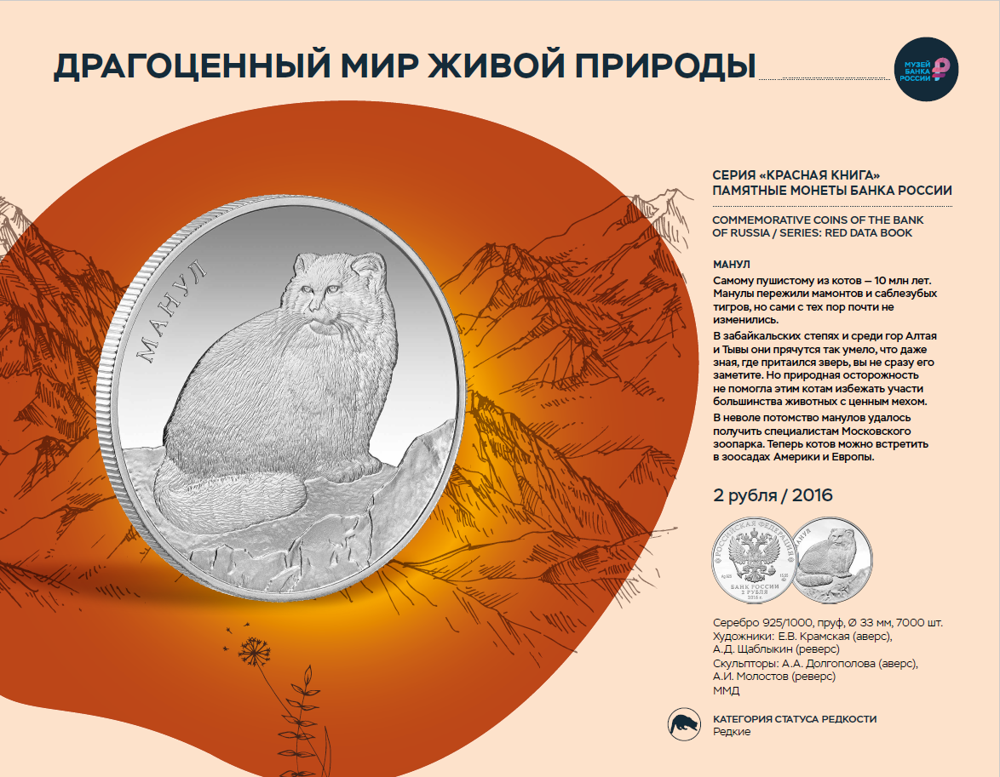 ДРАГОЦЕННЫЙ МИР ЖИВОЙ ПРИРОДЫ
МУЗЕЙ
БАНКА
РОССИИ
МАНУЛ
СЕРИЯ «КРАСНАЯ КНИГА»
ПАМЯТНЫЕ МОНЕТЫ БАНКА РОССИИ
COMMEMORATIVE COINS OF THE BANK
OF RUSSIA / SERIES: RED DATA BOOK
МАНУЛ
Самому пушистому из котов — 10 млн лет.
Манулы пережили мамонтов и саблезубых
тигров, но сами с тех пор почти не
изменились.
В забайкальских степях и среди гор Алтая
и Тывы они прячутся так умело, что даже
зная, где притаился зверь, вы не сразу его
заметите. Но природная осторожность
не помогла этим котам избежать участи
большинства животных с ценным мехом.
В неволе потомство манулов удалось
получить специалистам Московского
зоопарка. Теперь котов можно встретить
в зоосадах Америки и Европы.
2 рубля / 2016
РОССИЙСКАЯ ФЕДЕРАЦИЯ
Ag 925
БАНК РОССИИ
2 РУБЛЯ
2016 г.
МАНУЛ
Серебро 925/1000, пруф, Ø 33 мм, 7000 шт.
Художники: Е.В. Крамская (аверс),
А.Д. Щаблыкин (реверс)
Скульпторы: А.А. Долгополова (аверс),
А.И. Молостов (реверс)
ММД
КАТЕГОРИЯ СТАТУСА РЕДКОСТИ
Редкие